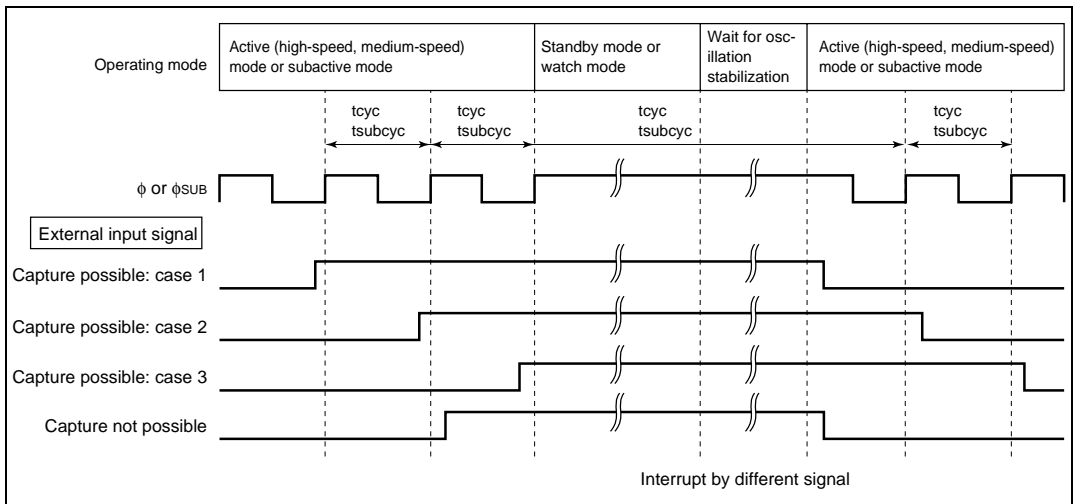 Operating mode
Active (high-speed, medium-speed)
mode or subactive mode
Standby mode or
watch mode
Wait for osc-
illation
stabilization
Active (high-speed, medium-speed)
mode or subactive mode
tcyc
tsubcyc
tcyc
tsubcyc
tcyc
tsubcyc
tcyc
tsubcyc
φ or φSUB
External input signal
Capture possible: case 1
Capture possible: case 2
Capture possible: case 3
Capture not possible
Interrupt by different signal